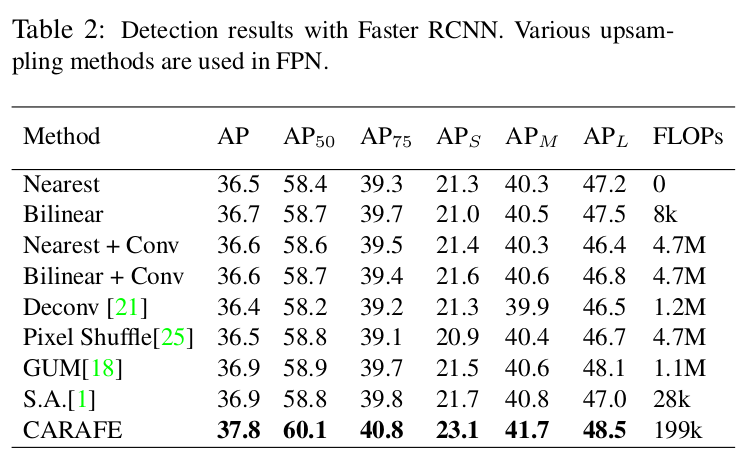 Table 2: Detection results with Faster RCNN. Various upsam-
pling methods are used in FPN.
Method AP AP50 AP75 APS APM APL FLOPs
Nearest 36.5 58.4 39.3 21.3 40.3 47.2 0
Bilinear 36.7 58.7 39.7 21.0 40.5 47.5 8k
Nearest + Conv 36.6 58.6 39.5 21.4 40.3 46.4 4.7M
Bilinear + Conv 36.6 58.7 39.4 21.6 40.6 46.8 4.7M
Deconv [21] 36.4 58.2 39.2 21.3 39.9 46.5 1.2M
Pixel Shuffle[25] 36.5 58.8 39.1 20.9 40.4 46.7 4.7M
GUM[18] 36.9 58.9 39.7 21.5 40.6 48.1 1.1M
S.A.[1] 36.9 58.8 39.8 21.7 40.8 47.0 28k
CARAFE 37.8 60.1 40.8 23.1 41.7 48.5 199k